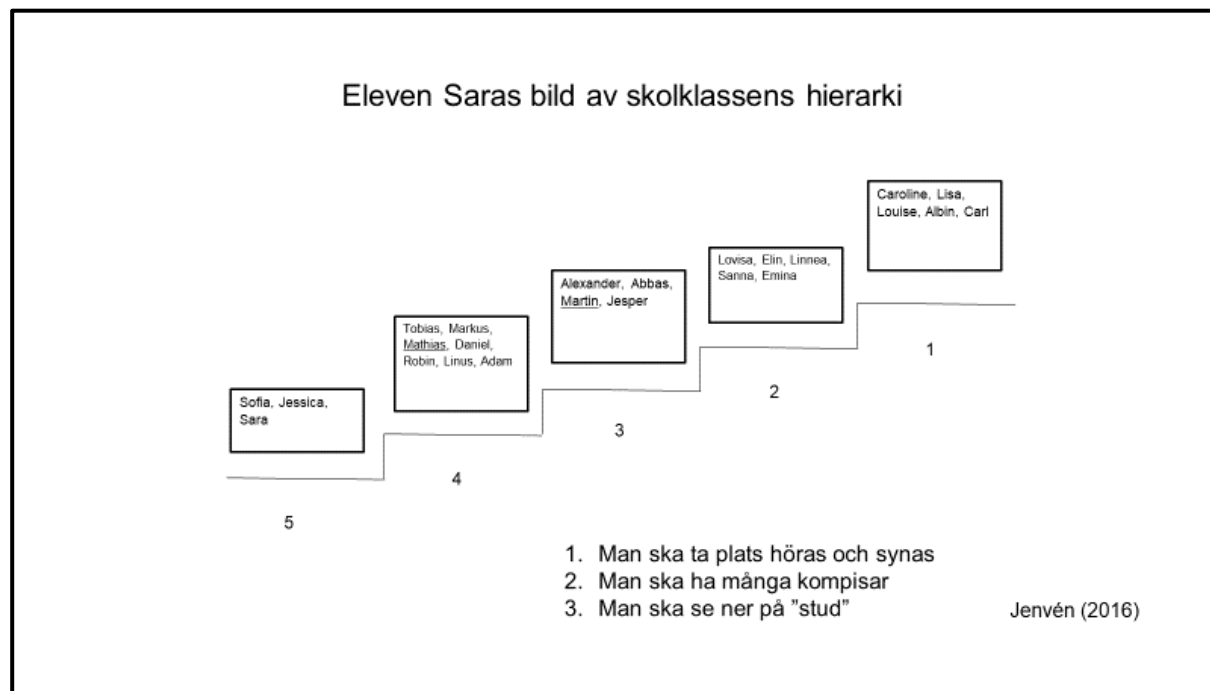 Eleven Saras bild av skolklassens hierarki
Caroline, Lisa,
Louise, Albin, Carl
Lovisa, Elin, Linnea,
Sanna, Emina
Alexander, Abbas,
Martin, Jesper
Tobias, Markus,
Mathias, Daniel,
Robin, Linus, Adam
Sofia, Jessica,
Sara
1
2
3
4
5
1. Man ska ta plats höras och synas
2. Man ska ha många kompisar
3. Man ska se ner på ”stud”
Jenvén (2016)